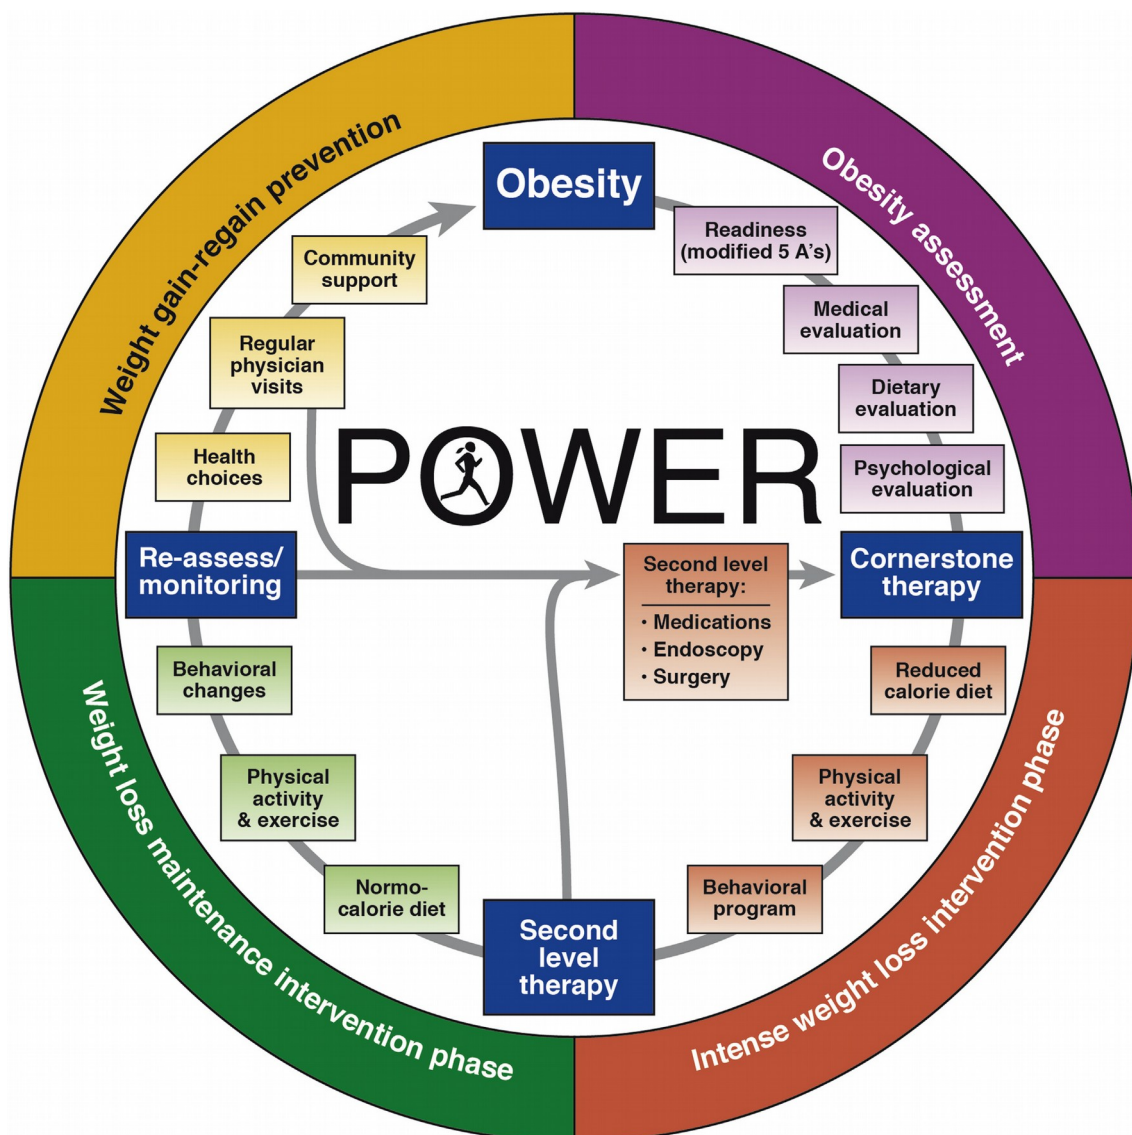 Obesity
Readiness
(modified 5 A's)
Medical
evaluation
Dietary
evaluation
Psychological
evaluation
Obesity assessment
Cornerstone
therapy
Reduced
calorie diet
Physical
activity
& exercise
Behavioral
program
Intense weight loss intervention phase
Second
level
therapy
Normo-
calorie diet
Physical
activity
& exercise
Behavioral
changes
Weight loss maintenance intervention phase
Re-assess/
monitoring
Health
choices
Regular
physician
visits
Community
support
Weight gain-regain prevention
POWER
Second level
therapy:
· Medications
· Endoscopy
· Surgery